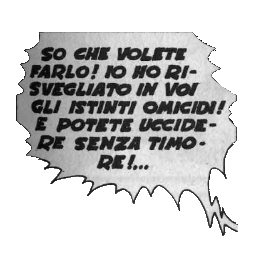 SO CHE VOLETE
FARLO! IO HO RI-
SVEGLIATO IN VOI
GLI ISTINTI OMICIDI!
E POTETE UCCIDE-
RE SENZA TIMO-
RE!...